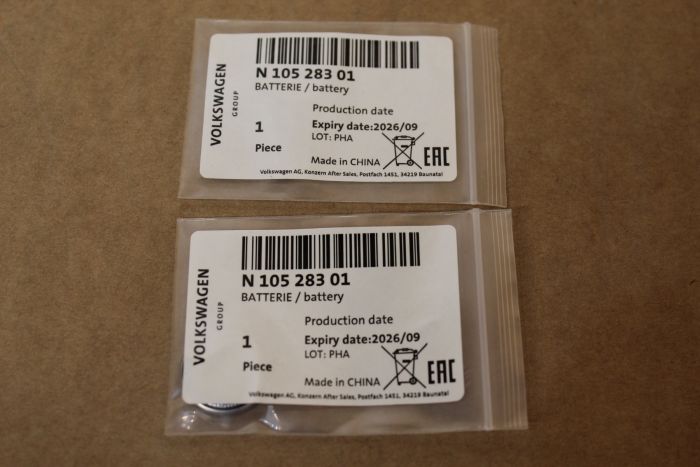 VOLKSWAGEN
GROUP
N 105 283 01
BATTERIE / battery
Production date
1
Expiry date:2026/09
LOT: PHA
Piece
Made in CHINA
EAC
Volkswagen AG, Konzern After Sales, Postfach 1451, 34219 Baunatal
VOLKSWAGEN
GROUP
N 105 283 01
BATTERIE / battery
Production date
1
Expiry date:2026/09
LOT: PHA
Piece
Made in CHINA
EAC
Volkswagen AG, Konzern After Sales, Postfach 1451, 34219 Baunatal